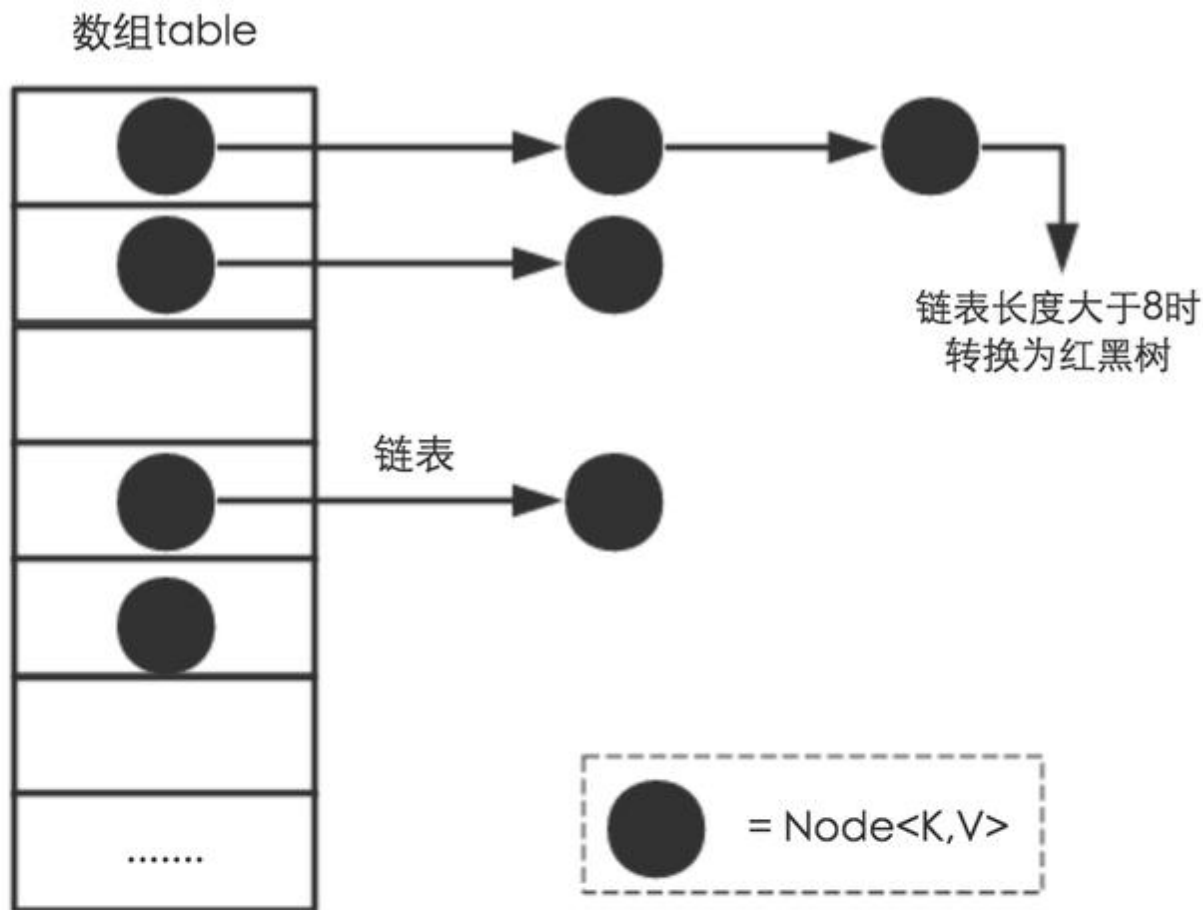 数组table
链表长度大于8时
转换为红黑树
链表
.......
= Node<K,V>